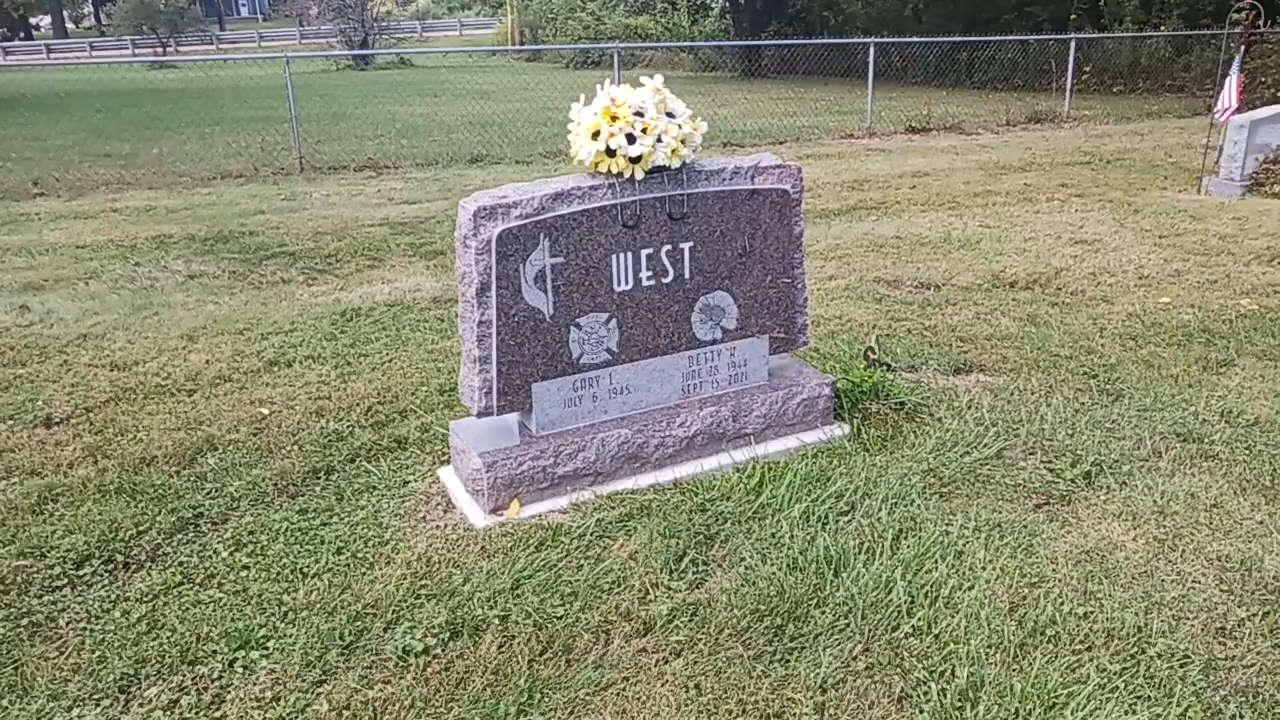 WEST
GARY L.
JULY 6, 1945
BETTY K.
JUNE 28, 1944
SEPT 15, 2021